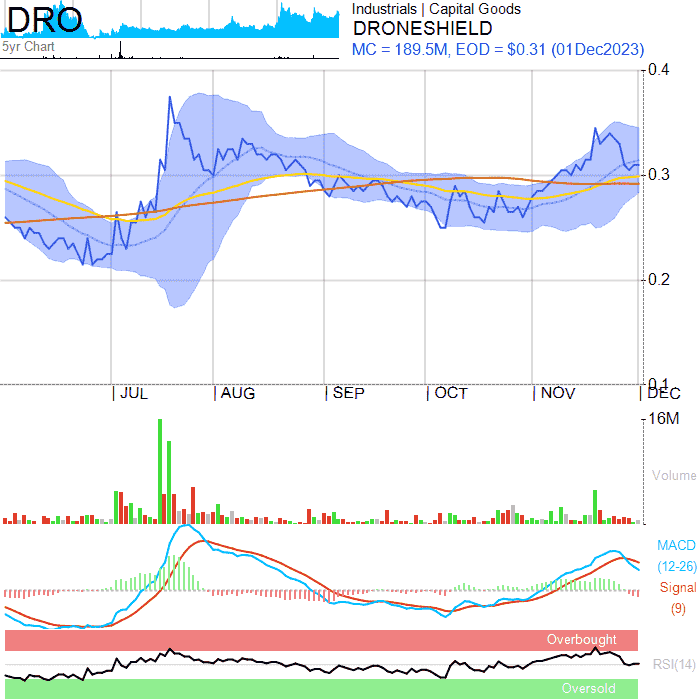 DRO
5yr Chart
Industrials | Capital Goods
DRONESHIELD
MC = 189.5M, EOD = $0.31 (01Dec2023)
0.4
0.3
0.2
0.1
| JUL | AUG | SEP | OCT | NOV | DEC
16M
Volume
MACD
(12-26)
Signal
(9)
Overbought
RSI(14)
Oversold